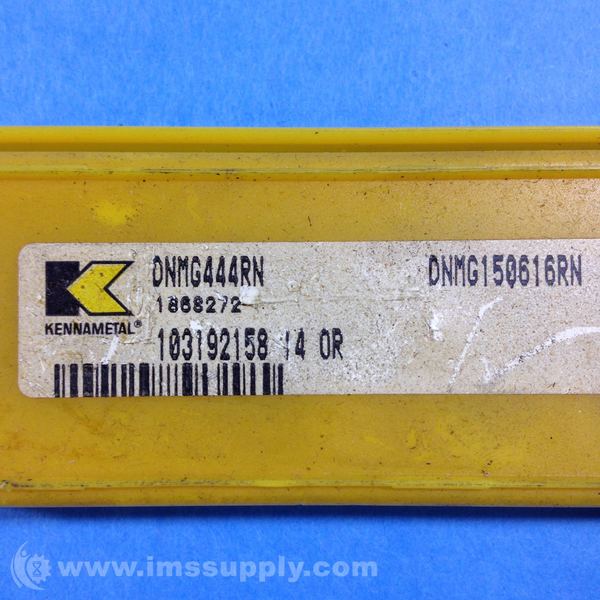 DNMG444RN DNMG150616RN
1868272
KENNAMETAL®
103192158 14 OR
www.imssupply.com